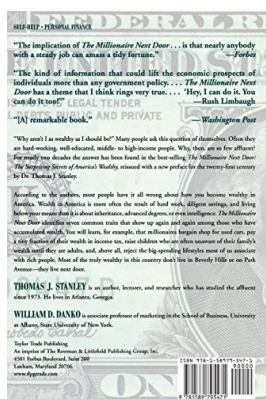 SELF-HELP • PERSONAL FINANCE
"The implication of The Millionaire Next Door . . . is that nearly anybody
with a steady job can amass a tidy fortune." —Forbes
"The kind of information that could lift the economic prospects of
individuals more than any government policy. . . . The Millionaire Next
Door has a theme that I think rings very true. . . . 'Hey, I can do it. You
can do it too!'" —Rush Limbaugh
LEGAL TENDER
AND PRIVATE
"[A] remarkable book." —Washington Post
"Why aren't I as wealthy as I should be?" Many people ask this question of themselves. Often they
are hard-working, well-educated, middle- to high-income people. Why, then, are so few affluent?
For nearly two decades the answer has been found in the best-selling The Millionaire Next Door:
The Surprising Secrets of America's Wealthy, reissued with a new preface for the twenty-first century
by Dr. Thomas J. Stanley.
According to the authors, most people have it all wrong about how you become wealthy in
America. Wealth in America is more often the result of hard work, diligent savings, and living
below your means than it is about inheritance, advanced degrees, or even intelligence. The Millionaire
Next Door identifies seven common traits that show up again and again among those who have
accumulated wealth. You will learn, for example, that millionaires bargain shop for used cars, pay
a tiny fraction of their wealth in income tax, raise children who are often unaware of their family's
wealth until they are adults, and, above all, reject the big-spending lifestyles most of us associate
with rich people. Most of the truly wealthy in this country don't live in Beverly Hills or on Park
Avenue—they live next door.
THOMAS J. STANLEY is an author, lecturer, and researcher who has studied the affluent
since 1973. He lives in Atlanta, Georgia.
WILLIAM D. DANKO is associate professor of marketing in the School of Business, University
at Albany, State University of New York.
Taylor Trade Publishing
An imprint of The Rowman & Littlefield Publishing Group, Inc.
4501 Forbes Boulevard, Suite 200
Lanham, Maryland 20706
www.rlpgtrade.com
ISBN 978-1-58979-547-1
90000
9 781589 795471
ONE